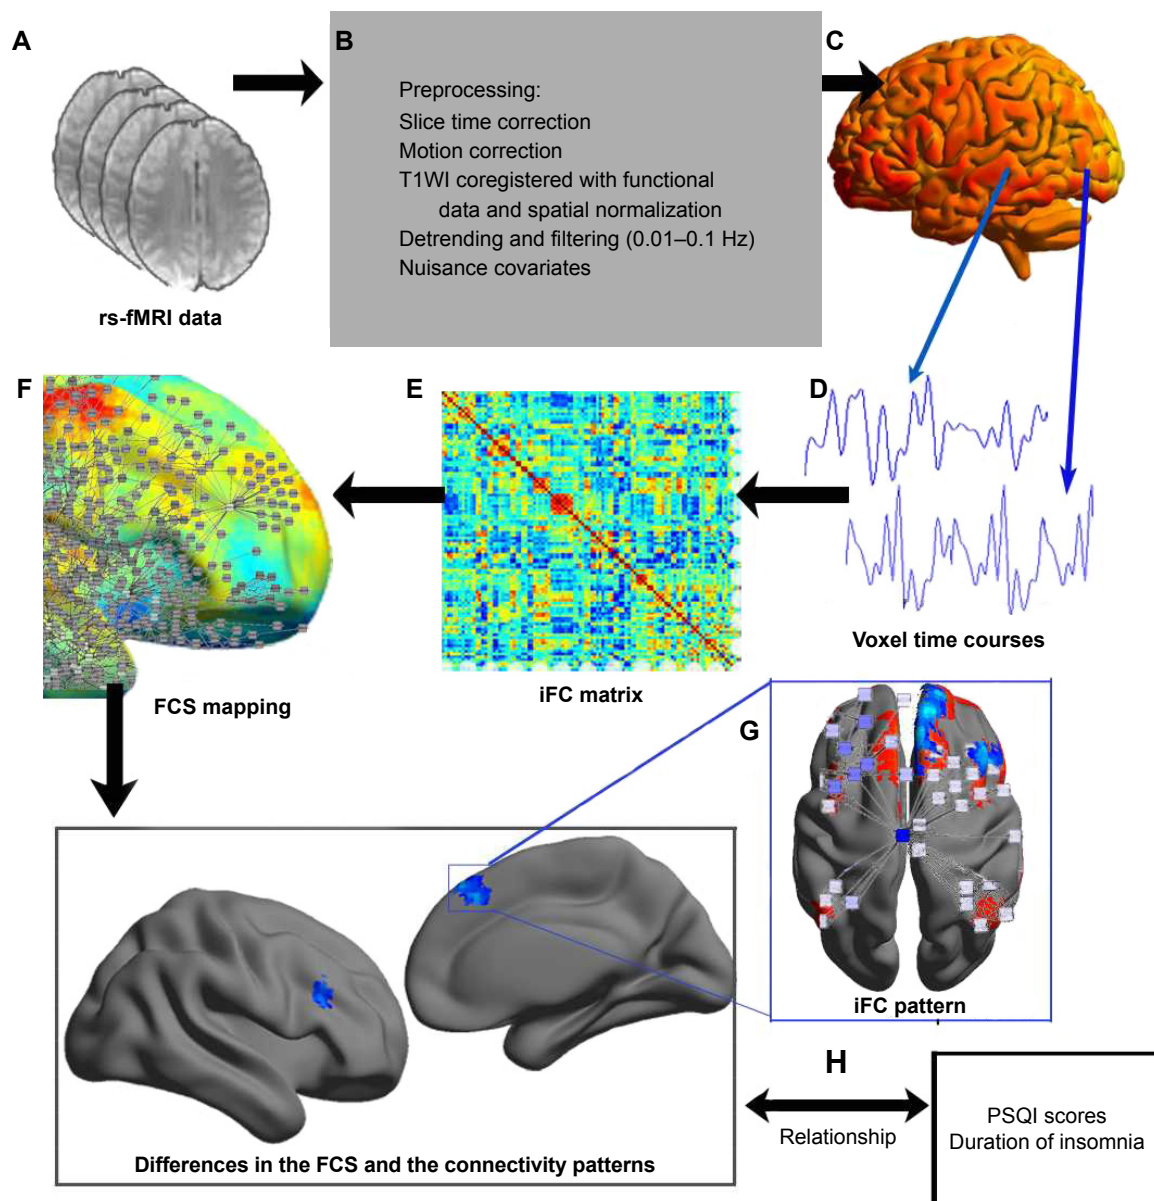 A
B
C
Preprocessing:
Slice time correction
Motion correction
T1WI coregistered with functional
data and spatial normalization
Detrending and filtering (0.01–0.1 Hz)
Nuisance covariates
rs-fMRI data
F
E
D
Voxel time courses
FCS mapping
iFC matrix
G
iFC pattern
H
Relationship
PSQI scores
Duration of insomnia
Differences in the FCS and the connectivity patterns